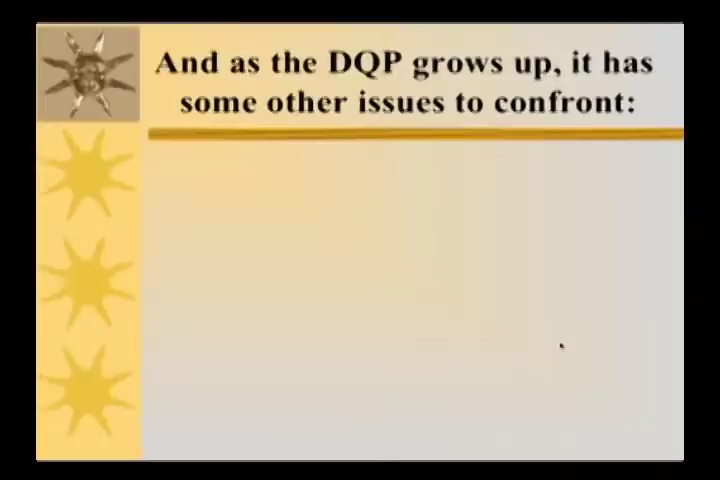 And as the DQP grows up, it has
some other issues to confront: